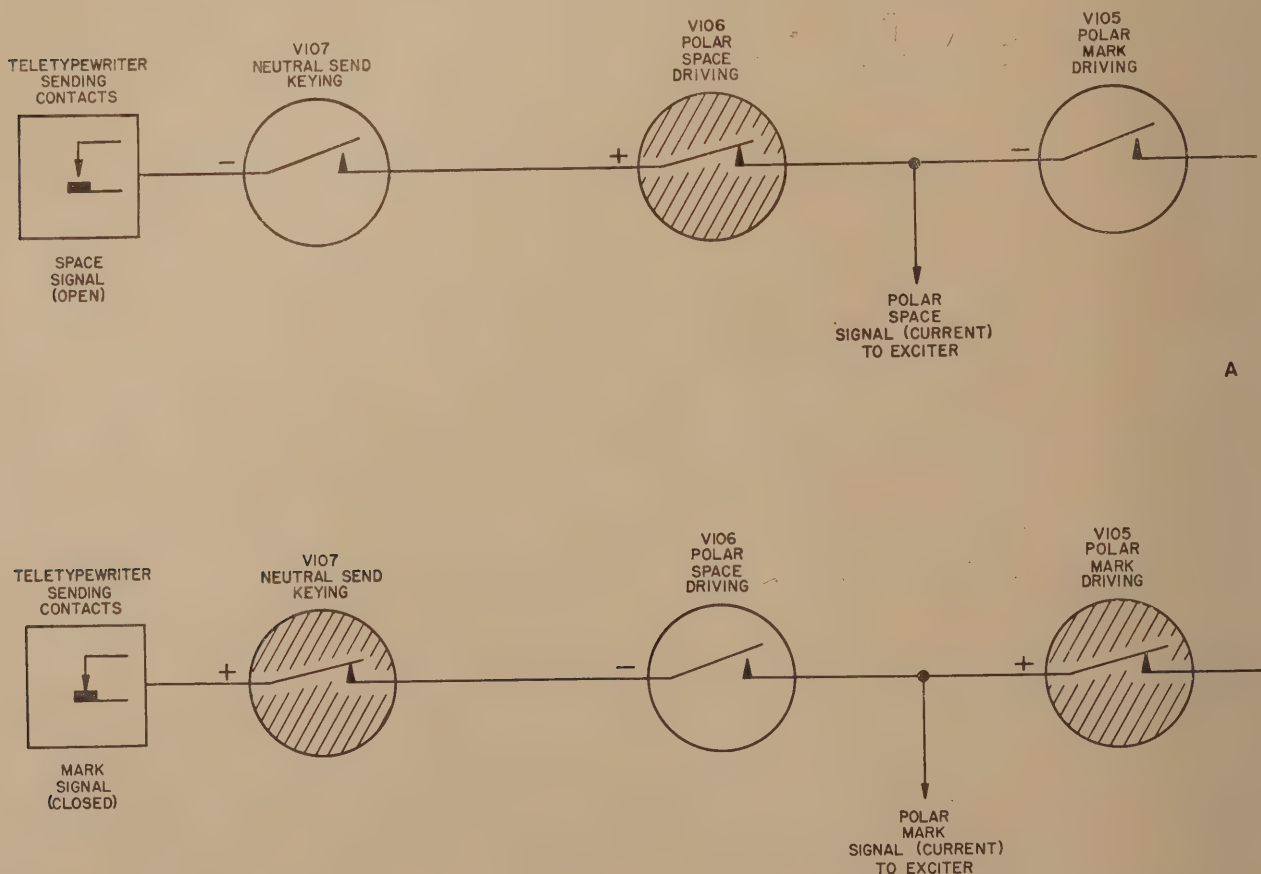 TELETYPEWRITER
SENDING
CONTACTS
V107
NEUTRAL SEND
KEYING
V106
POLAR
SPACE
DRIVING
V105
POLAR
MARK
DRIVING
-
+
-
SPACE
SIGNAL
(OPEN)
POLAR
SPACE
SIGNAL (CURRENT)
TO EXCITER
A
TELETYPEWRITER
SENDING
CONTACTS
V107
NEUTRAL SEND
KEYING
V106
POLAR
SPACE
DRIVING
V105
POLAR
MARK
DRIVING
+
-
+
MARK
SIGNAL
(CLOSED)
POLAR
MARK
SIGNAL (CURRENT)
TO EXCITER